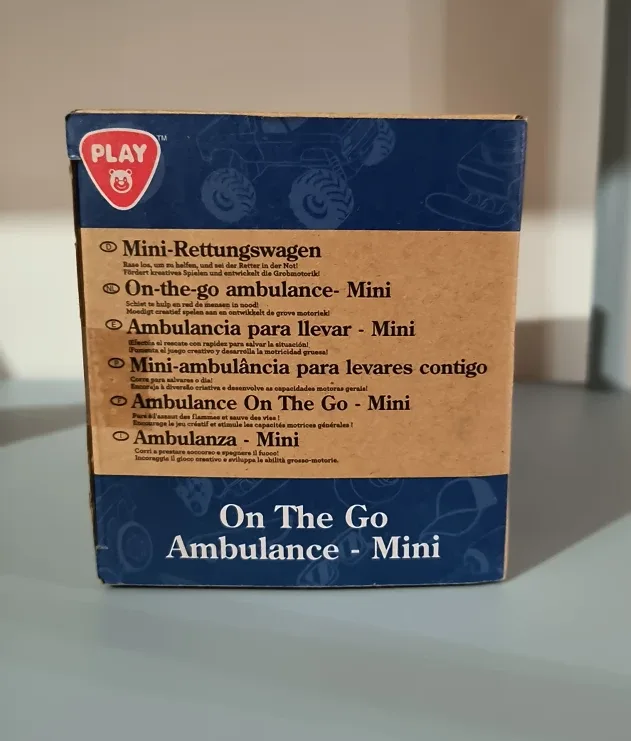 PLAY
TM
D Mini-Rettungswagen
Rase los, um zu helfen, und sei der Retter in der Not!
Fördert kreatives Spielen und entwickelt die Grobmotorik!
NL On-the-go ambulance- Mini
Schiet te hulp en red de mensen in nood!
Moedigt creatief spelen aan en ontwikkelt de grove motoriek!
E Ambulancia para llevar - Mini
¡Efectúa el rescate con rapidez para salvar la situación!
¡Fomenta el juego creativo y desarrolla la motricidad gruesa!
P Mini-ambulância para levares contigo
Corre para salvares o dia!
Encoraja à diversão criativa e desenvolve as capacidades motoras gerais!
F Ambulance On The Go - Mini
Pars à l'assaut des flammes et sauve des vies !
Encourage le jeu créatif et stimule les capacités motrices générales !
I Ambulanza - Mini
Corri a prestare soccorso e spegnere il fuoco!
Incoraggia il gioco creativo e sviluppa le abilità grosso-motorie.
On The Go
Ambulance - Mini